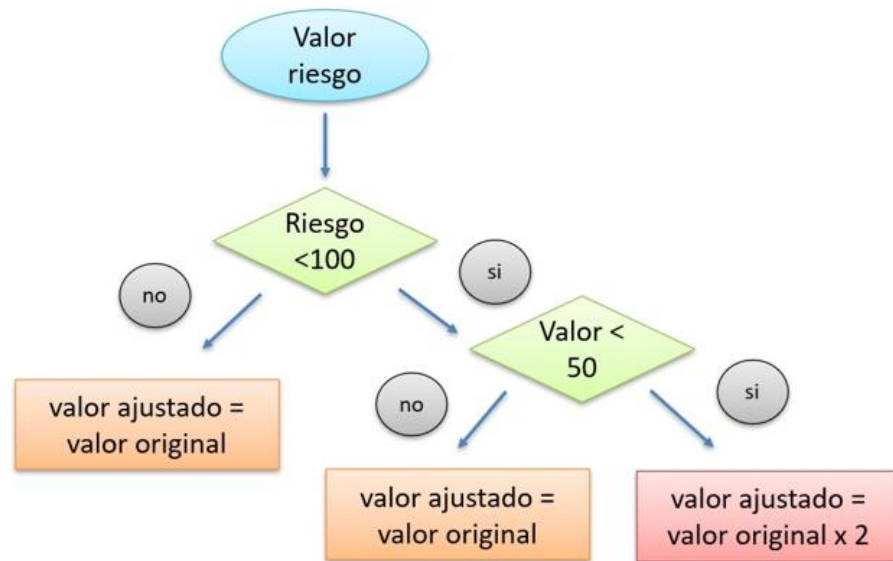 Valor
riesgo
Riesgo
<100
no
si
Valor <
50
no
si
valor ajustado =
valor original
valor ajustado =
valor original
valor ajustado =
valor original x 2